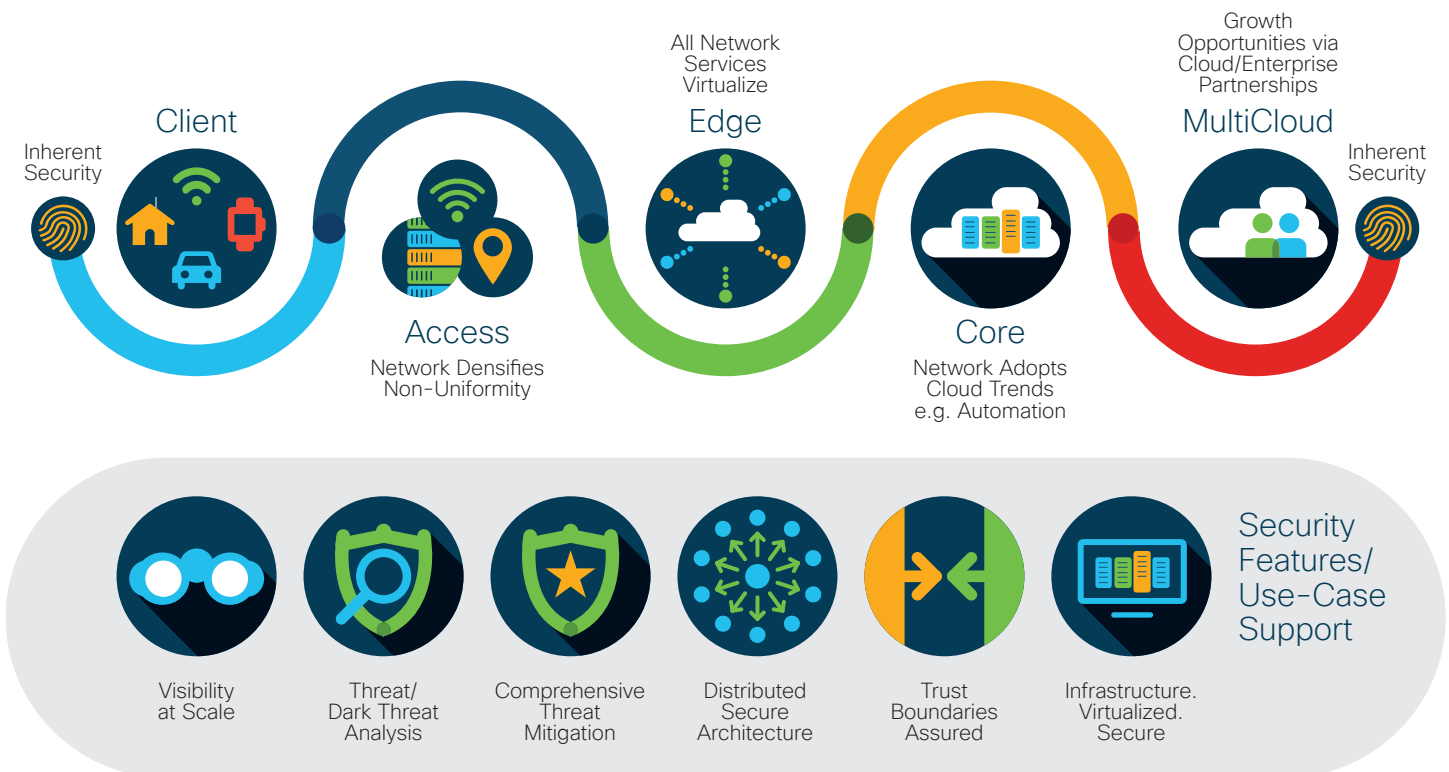 Inherent
Security
Client
Access
Network Densifies
Non-Uniformity
All Network
Services
Virtualize
Edge
Core
Network Adopts
Cloud Trends
e.g. Automation
Growth
Opportunities via
Cloud/Enterprise
Partnerships
MultiCloud
Inherent
Security
Security
Features/
Use-Case
Support
Visibility
at Scale
Threat/
Dark Threat
Analysis
Comprehensive
Threat
Mitigation
Distributed
Secure
Architecture
Trust
Boundaries
Assured
Infrastructure.
Virtualized.
Secure